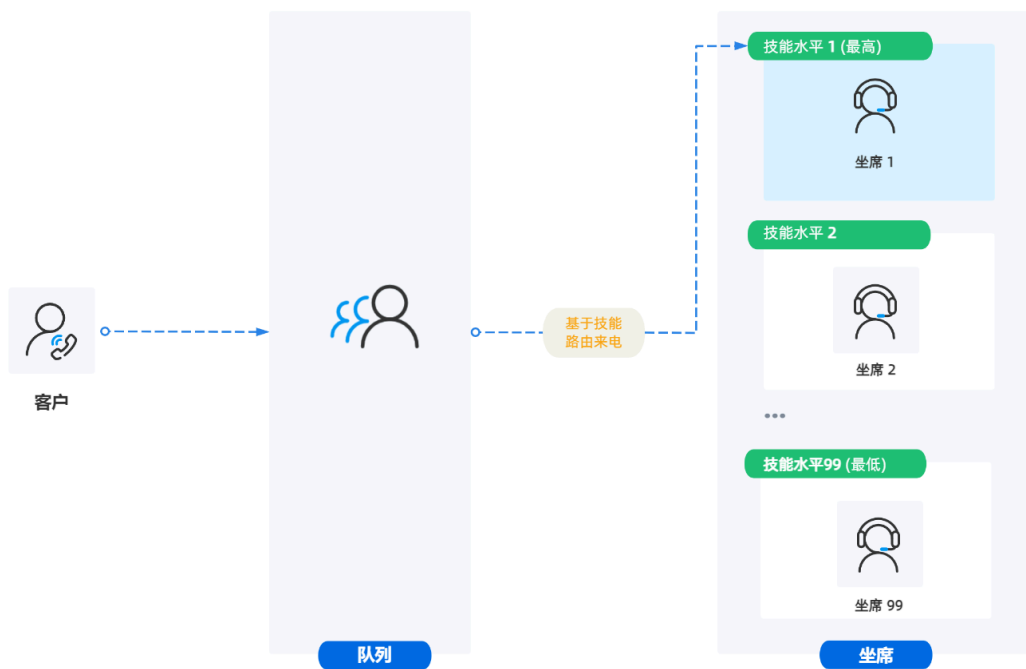 客户
队列
基于技能
路由来电
技能水平 1 (最高)
坐席 1
技能水平 2
坐席 2
...
技能水平99 (最低)
坐席 99
坐席